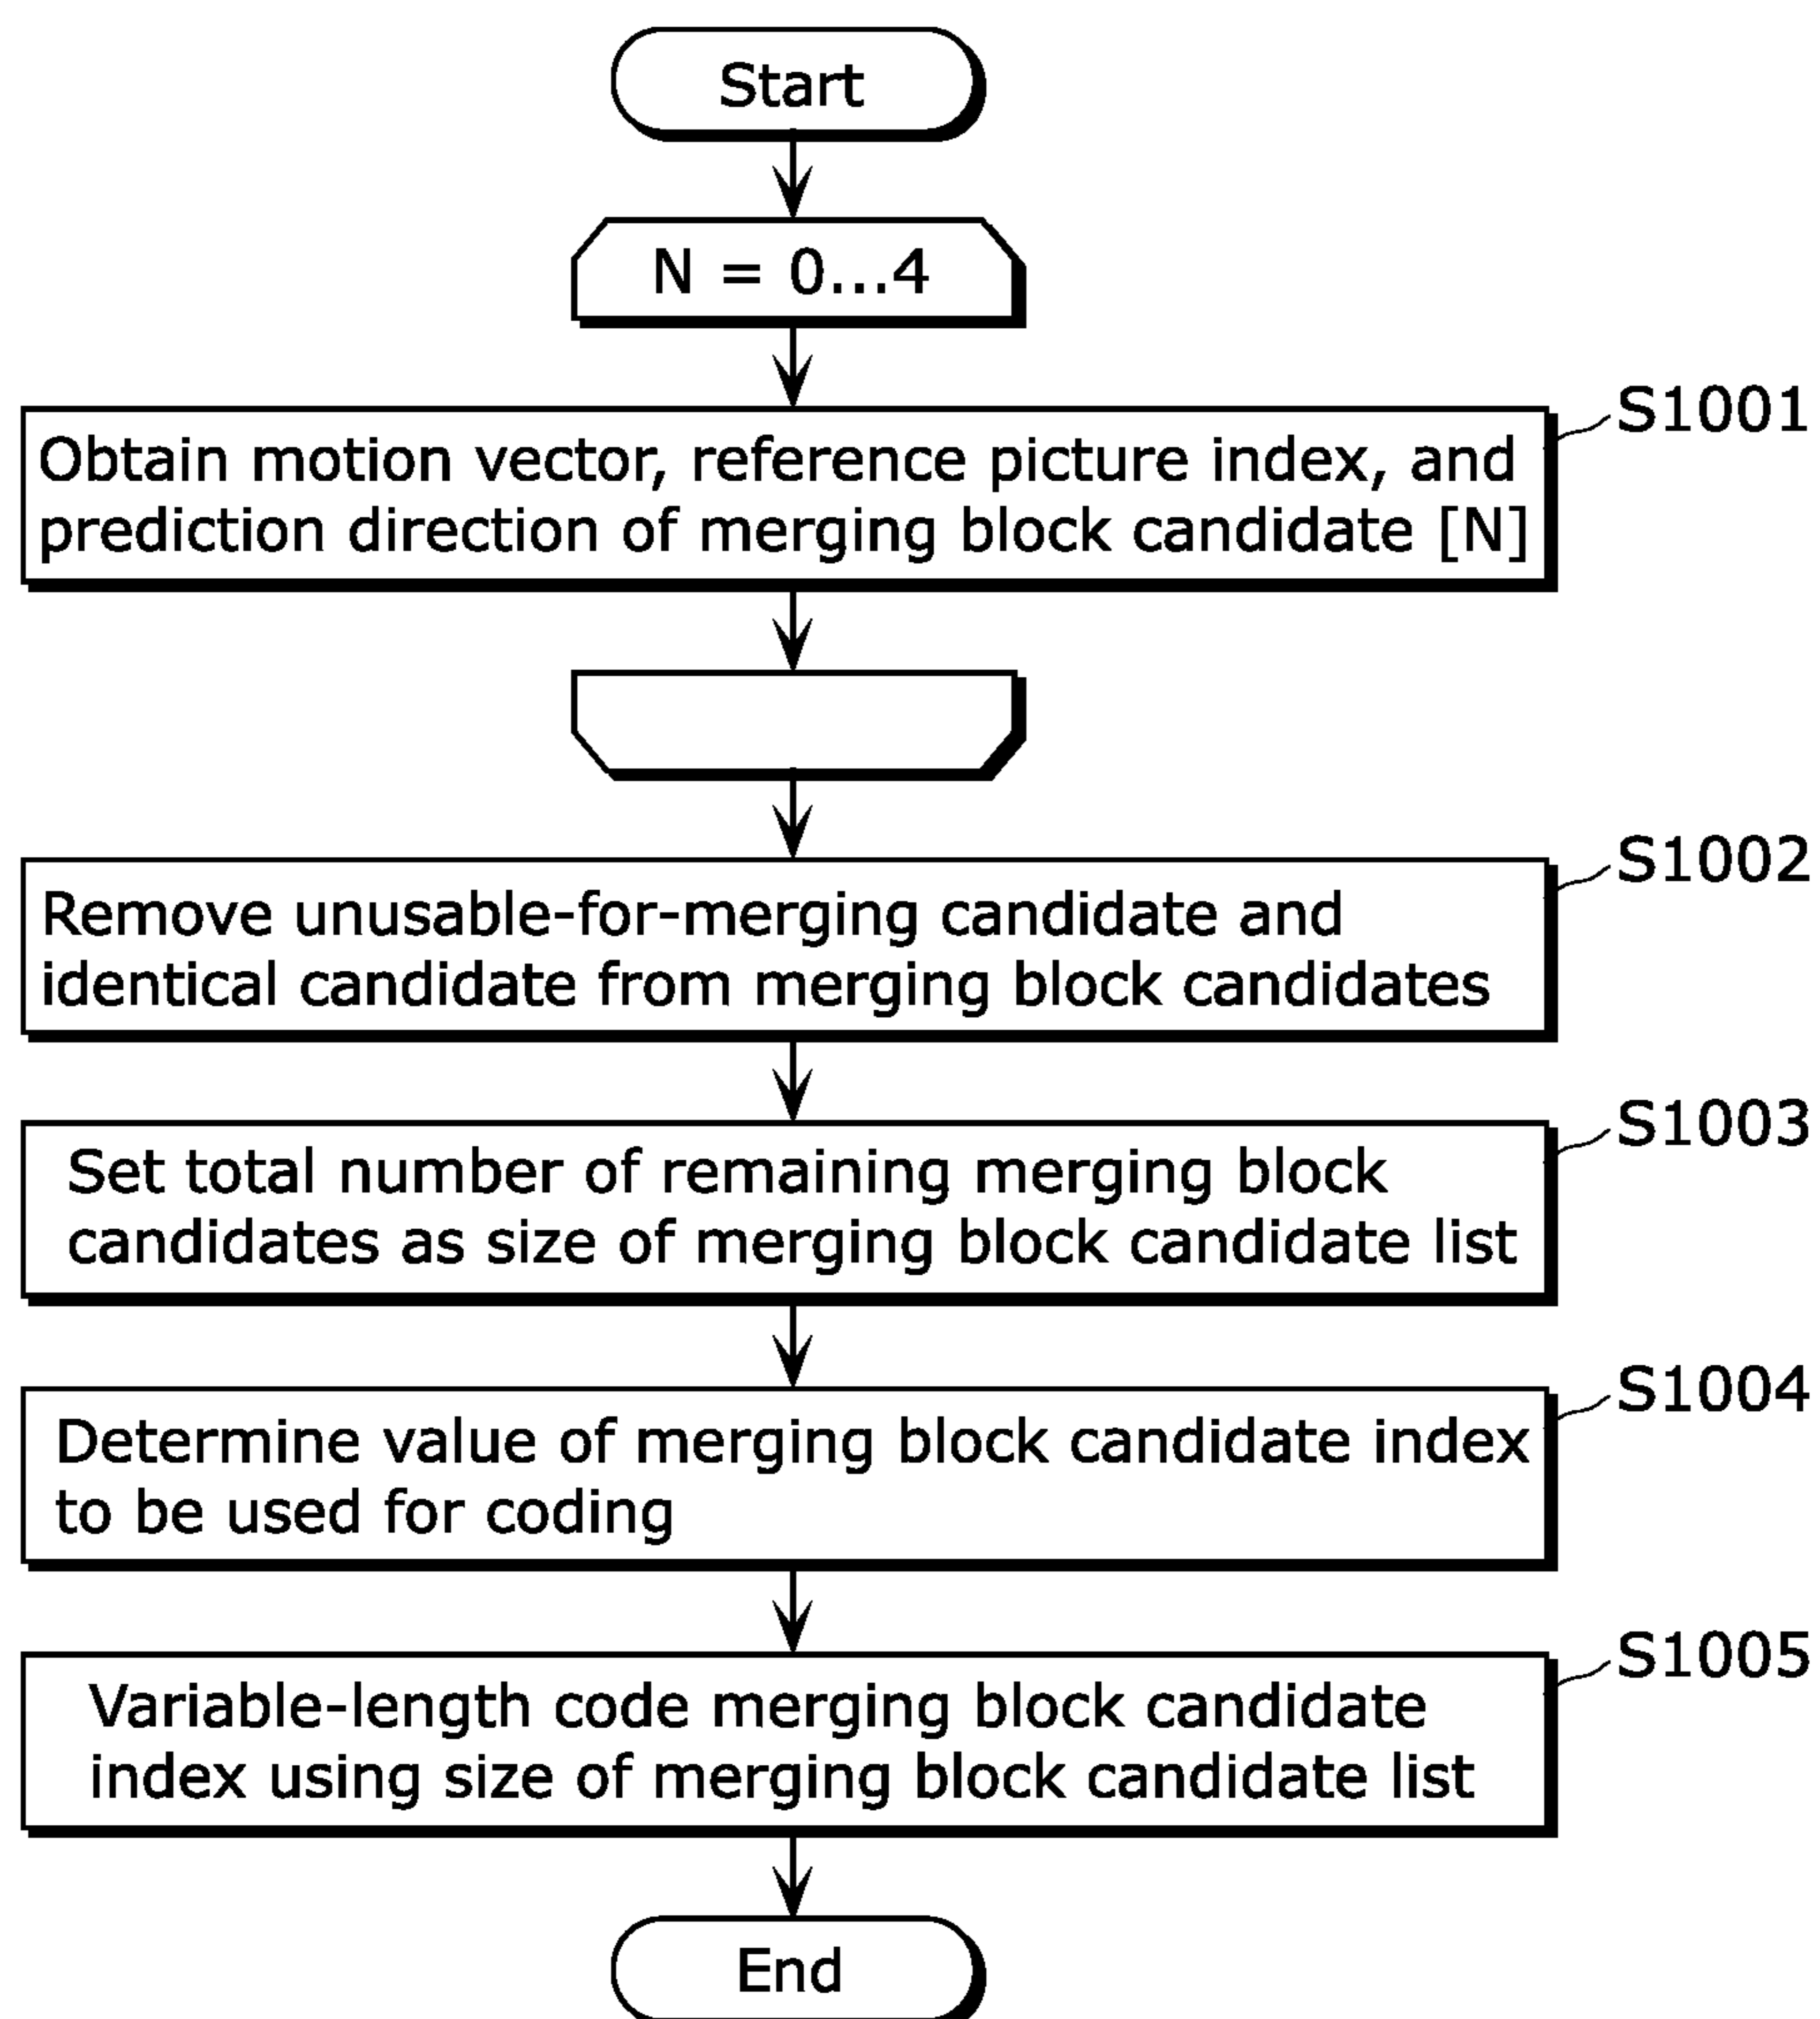 Start
N = 0...4
S1001
Obtain motion vector, reference picture index, and
prediction direction of merging block candidate [N]
S1002
Remove unusable-for-merging candidate and
identical candidate from merging block candidates
S1003
Set total number of remaining merging block
candidates as size of merging block candidate list
S1004
Determine value of merging block candidate index
to be used for coding
S1005
Variable-length code merging block candidate
index using size of merging block candidate list
End